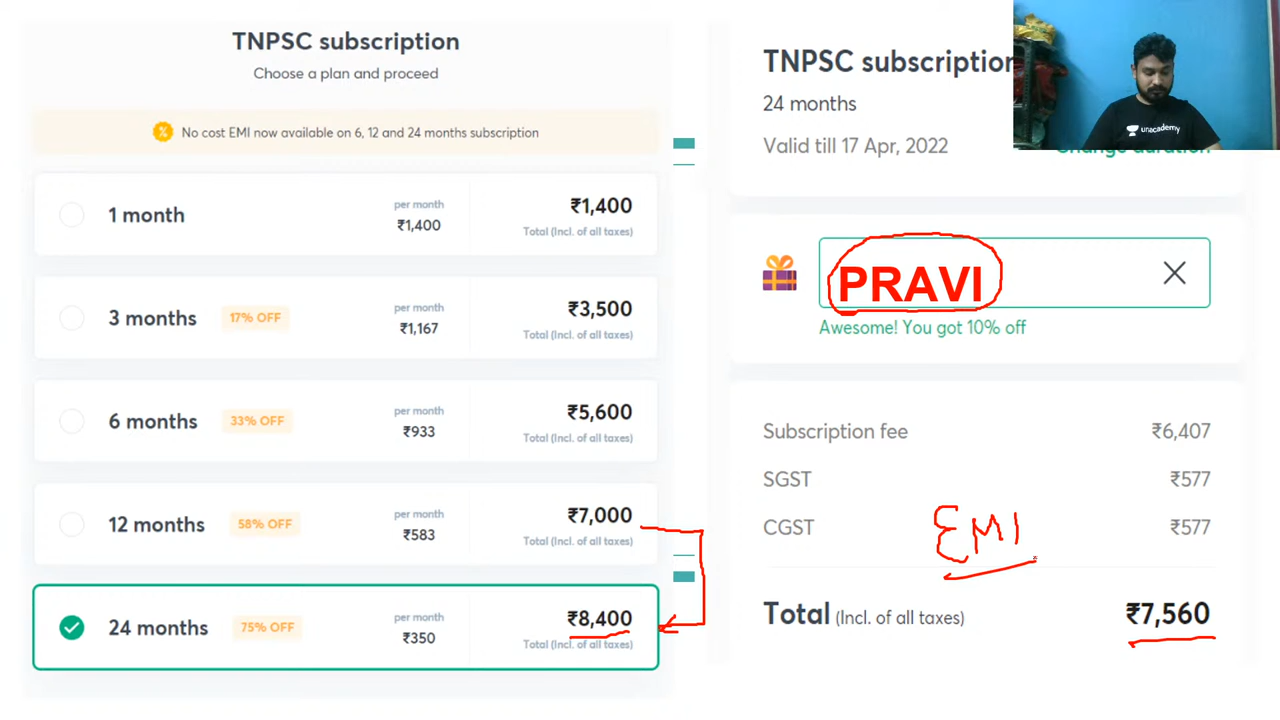 TNPSC subscription
Choose a plan and proceed
No cost EMI now available on 6, 12 and 24 months subscription
1 month
per month
₹1,400
₹1,400
Total (Incl. of all taxes)
3 months
17% OFF
per month
₹1,167
₹3,500
Total (Incl. of all taxes)
6 months
33% OFF
per month
₹933
₹5,600
Total (Incl. of all taxes)
12 months
58% OFF
per month
₹583
₹7,000
Total (Incl. of all taxes)
24 months
75% OFF
per month
₹350
₹8,400
Total (Incl. of all taxes)
TNPSC subscription
24 months
Valid till 17 Apr, 2022
Change duration
unacademy
PRAVI
Awesome! You got 10% off
Subscription fee ₹6,407
SGST ₹577
CGST ₹577
EMI
Total (Incl. of all taxes) ₹7,560